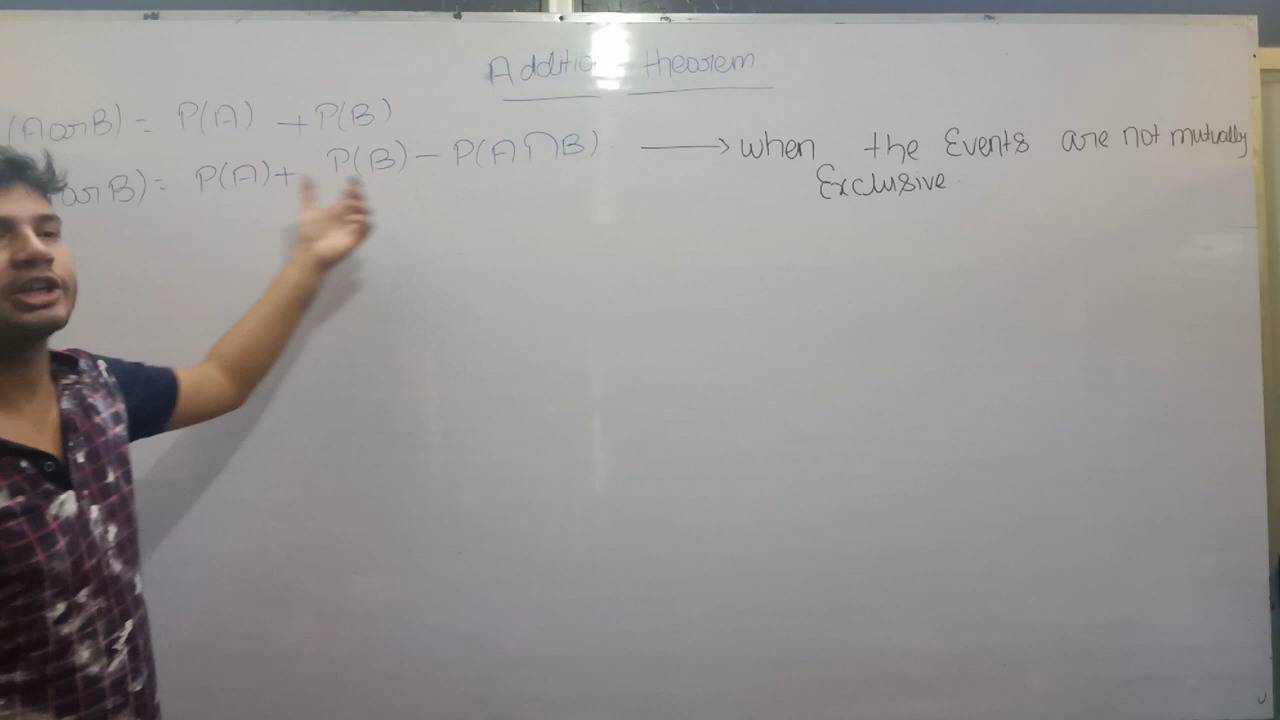 Addition theorem
(A or B) = P(A) + P(B)
or B) = P(A) + P(B) - P(A∩B) → when the Events are not mutually
Exclusive